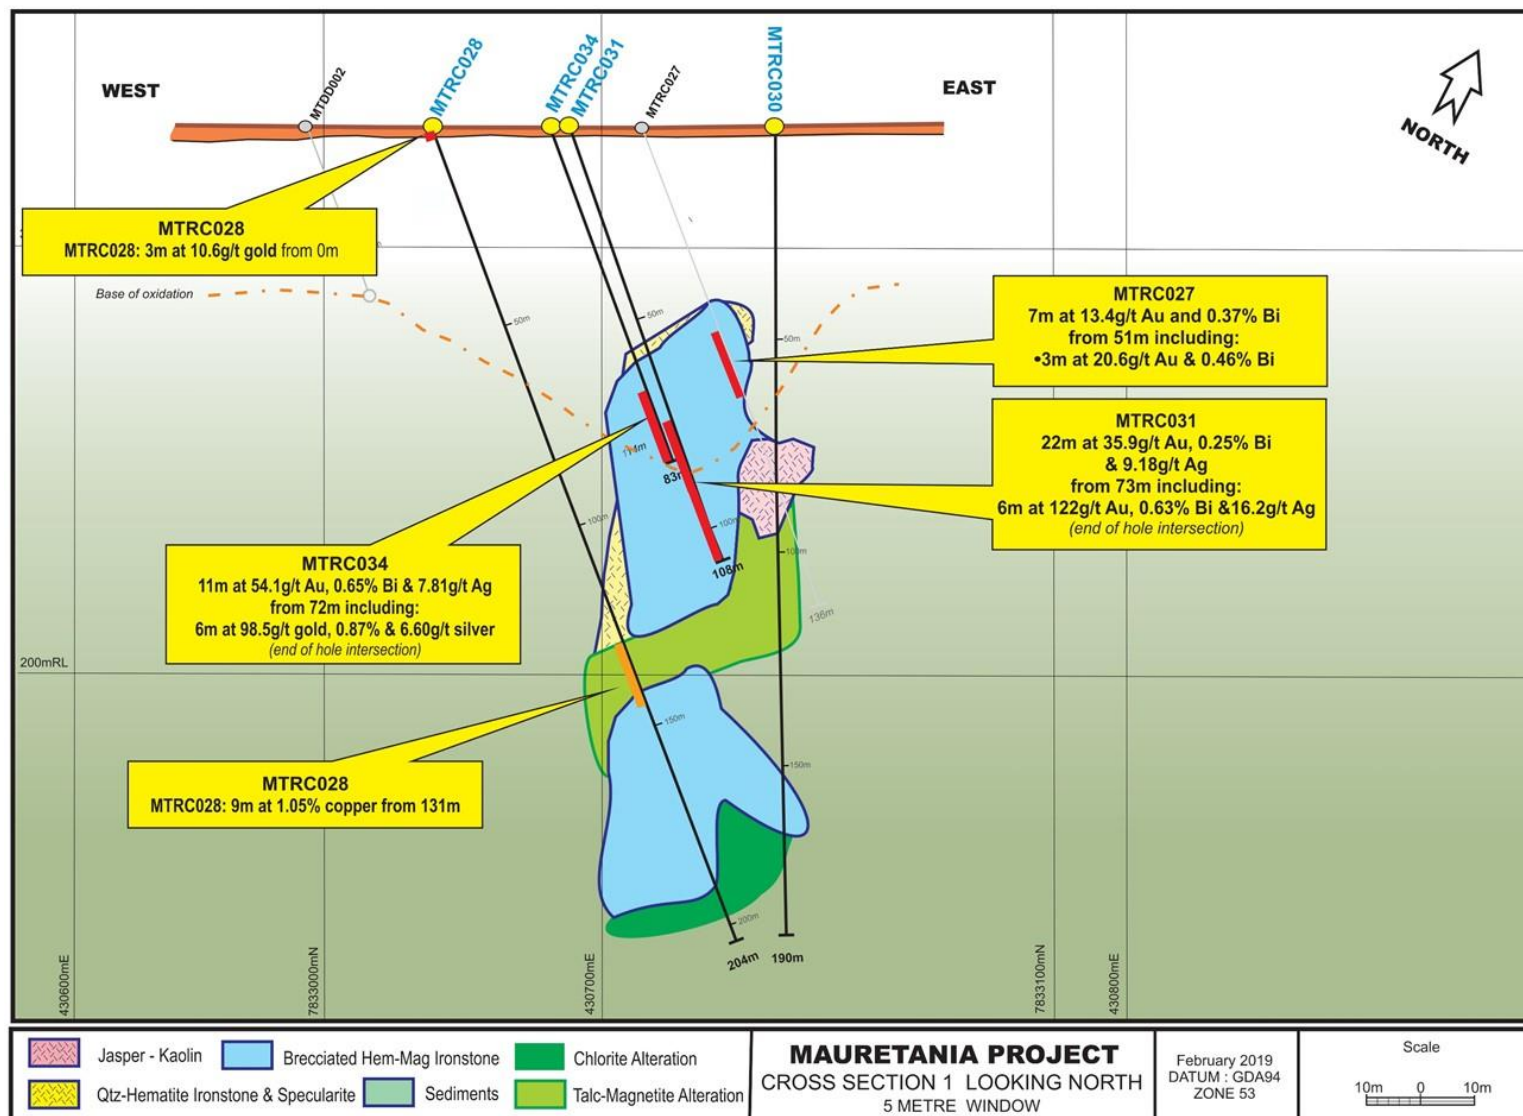 WEST
MTDD002
MTRC028
MTRC034
MTRC031
MTRC027
MTRC030
EAST
NORTH
MTRC028
MTRC028: 3m at 10.6g/t gold from 0m
Base of oxidation
50m
50m
50m
MTRC027
7m at 13.4g/t Au and 0.37% Bi
from 51m including:
•3m at 20.6g/t Au & 0.46% Bi
MTRC031
22m at 35.9g/t Au, 0.25% Bi
& 9.18g/t Ag
from 73m including:
6m at 122g/t Au, 0.63% Bi &16.2g/t Ag
(end of hole intersection)
83m
100m
100m
100m
108m
136m
MTRC034
11m at 54.1g/t Au, 0.65% Bi & 7.81g/t Ag
from 72m including:
6m at 98.5g/t gold, 0.87% & 6.60g/t silver
(end of hole intersection)
200mRL
150m
150m
MTRC028
MTRC028: 9m at 1.05% copper from 131m
200m
204m
190m
430600mE
7833000mN
430700mE
7833100mN
430800mE
Jasper - Kaolin
Brecciated Hem-Mag Ironstone
Chlorite Alteration
Qtz-Hematite Ironstone & Specularite
Sediments
Talc-Magnetite Alteration
MAURETANIA PROJECT
CROSS SECTION 1 LOOKING NORTH
5 METRE WINDOW
February 2019
DATUM : GDA94
ZONE 53
Scale
10m 0 10m